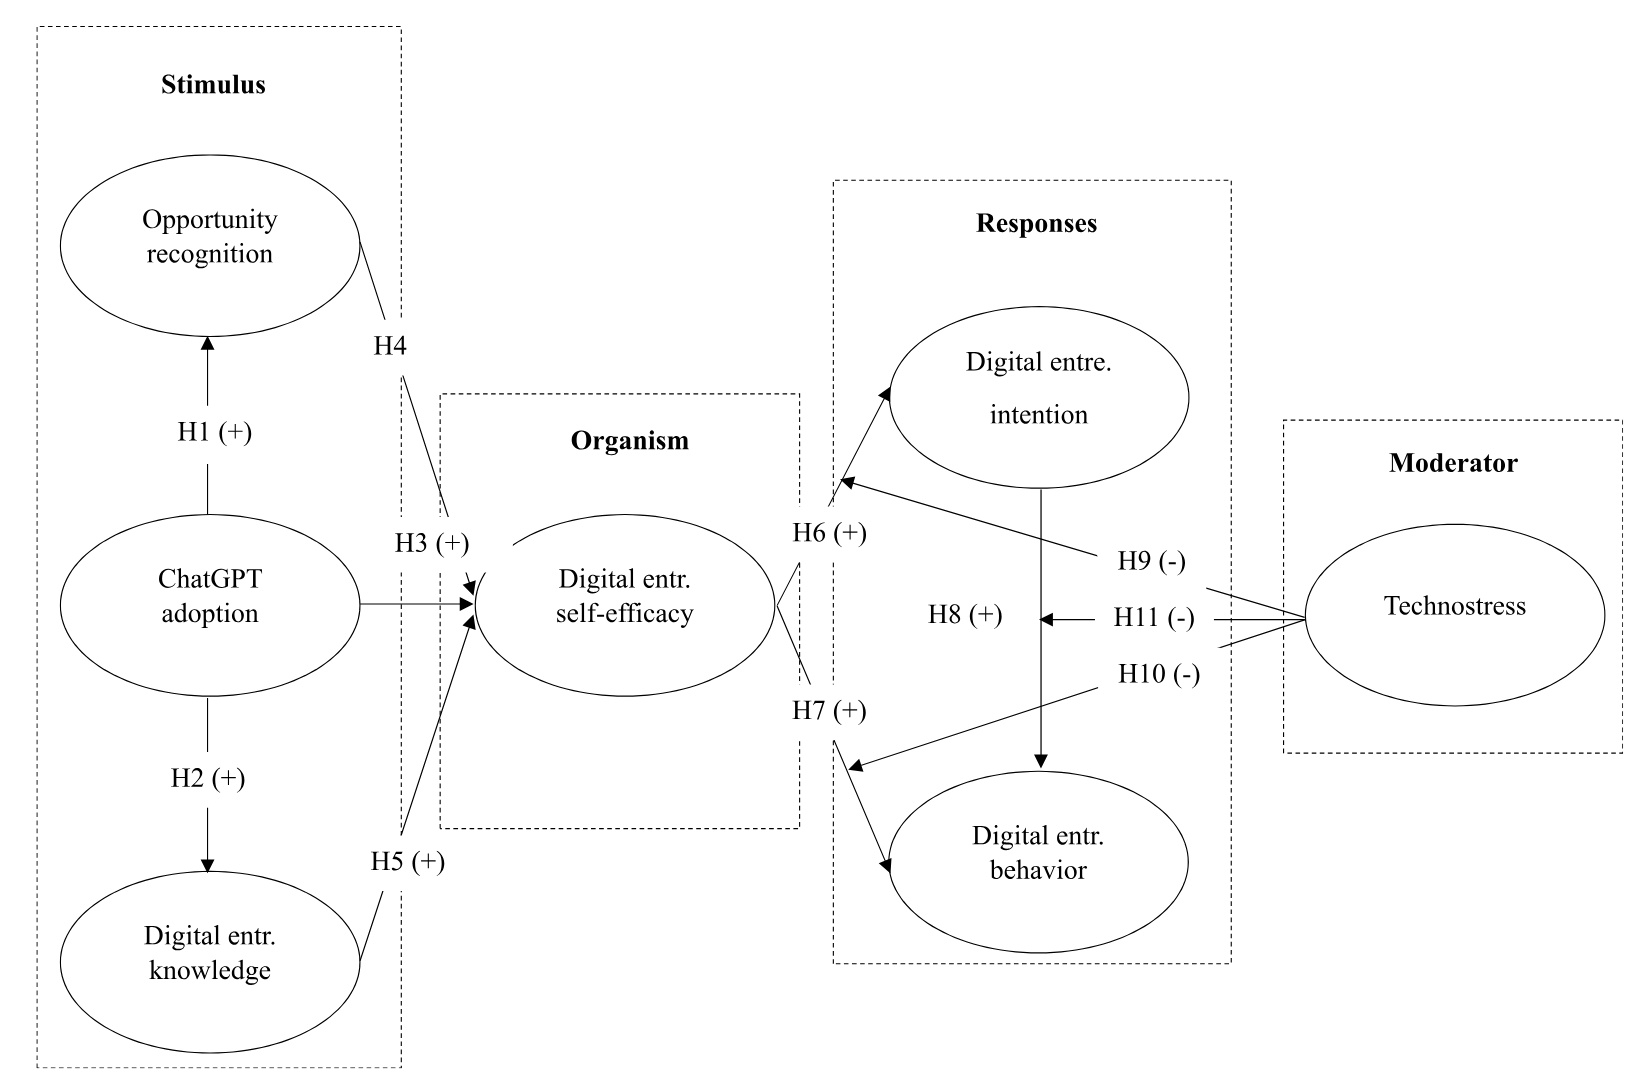 Stimulus
Opportunity
recognition
H4
H1 (+)
H3 (+)
ChatGPT
adoption
H2 (+)
H5 (+)
Digital entr.
knowledge
Organism
Digital entr.
self-efficacy
H6 (+)
H7 (+)
Responses
Digital entre.
intention
H8 (+)
Digital entr.
behavior
H9 (-)
H11 (-)
H10 (-)
Moderator
Technostress